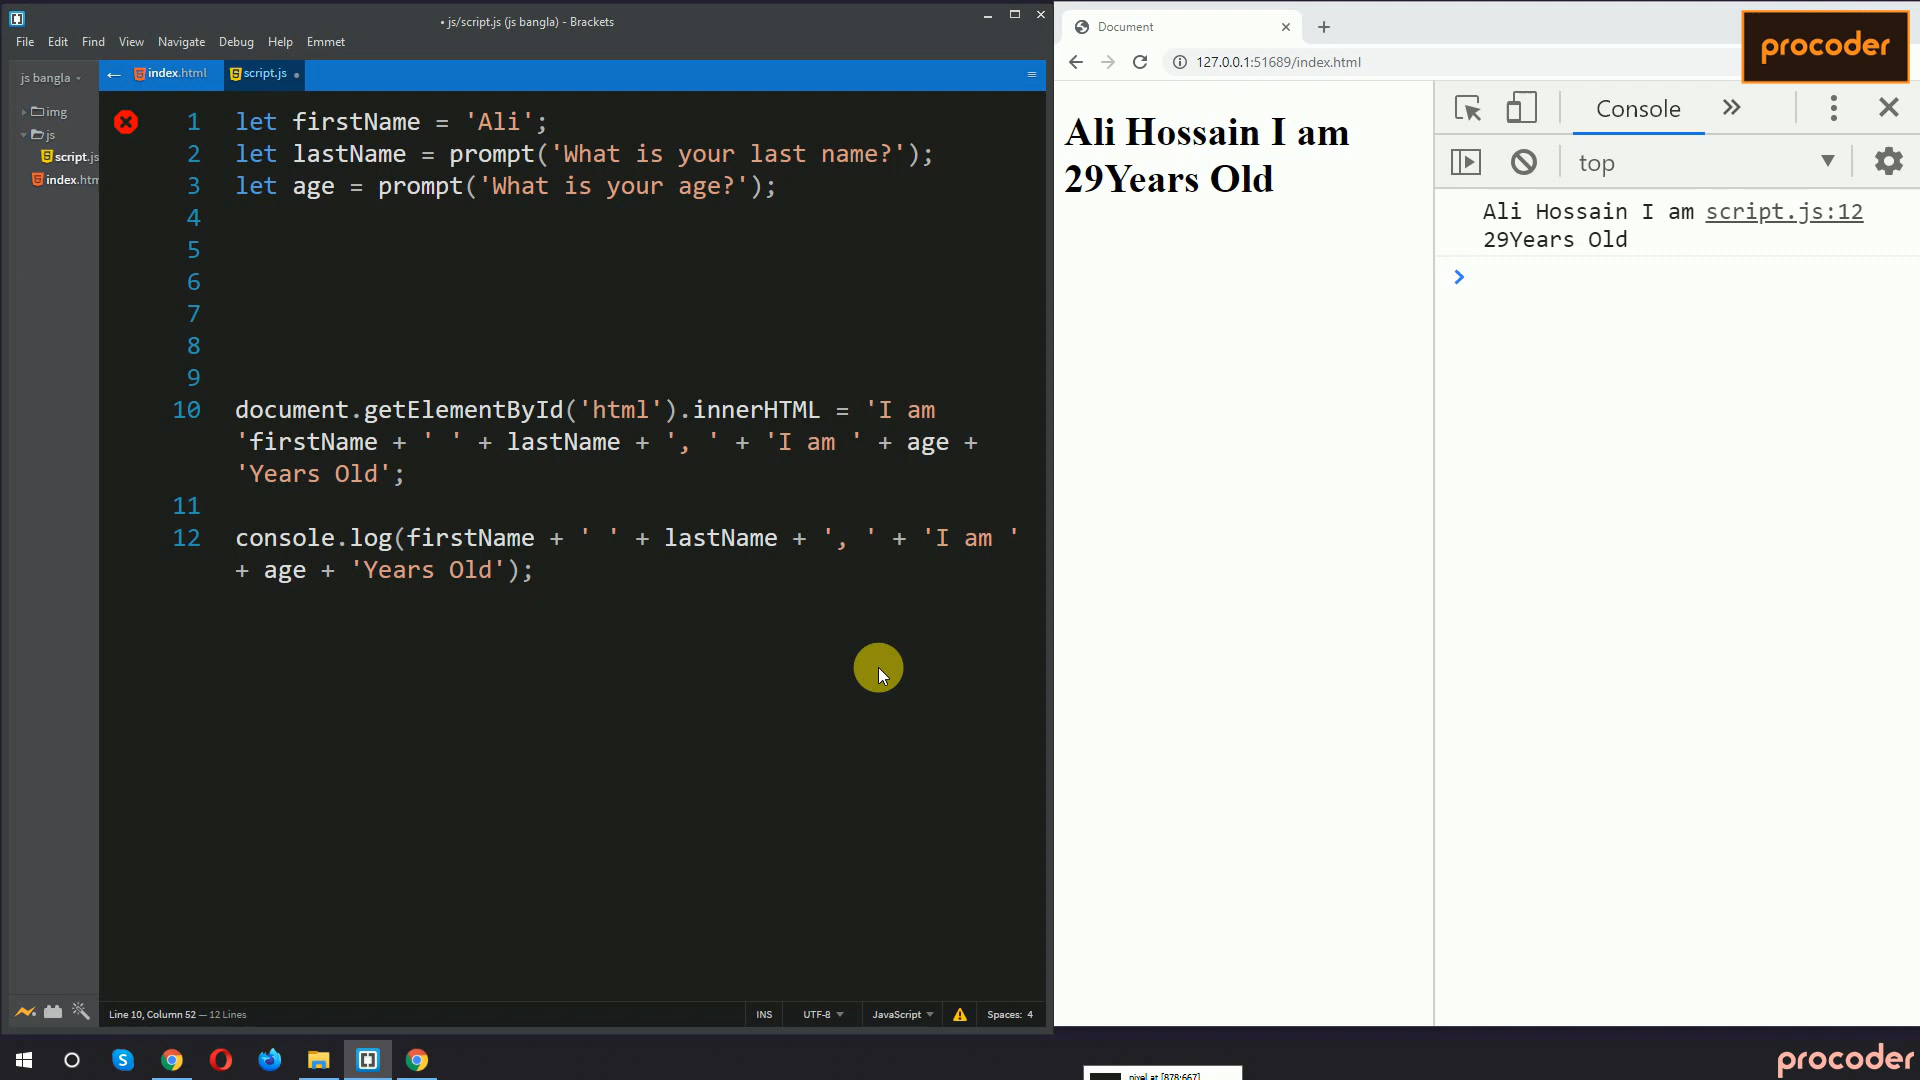 • js/script.js (js bangla) - Brackets
File Edit Find View Navigate Debug Help Emmet
js bangla
img
js
script.js
index.htm
index.html
script.js
1 let firstName = 'Ali';
2 let lastName = prompt('What is your last name?');
3 let age = prompt('What is your age?');
4
5
6
7
8
9
10 document.getElementById('html').innerHTML = 'I am
'firstName + ' ' + lastName + ', ' + 'I am ' + age +
'Years Old';
11
12 console.log(firstName + ' ' + lastName + ', ' + 'I am '
+ age + 'Years Old');
Line 10, Column 52 — 12 Lines
INS UTF-8 JavaScript Spaces: 4
Document
127.0.0.1:51689/index.html
procoder
Ali Hossain I am
29Years Old
Console
top
Ali Hossain I am script.js:12
29Years Old
pixel at [878;667]
procoder